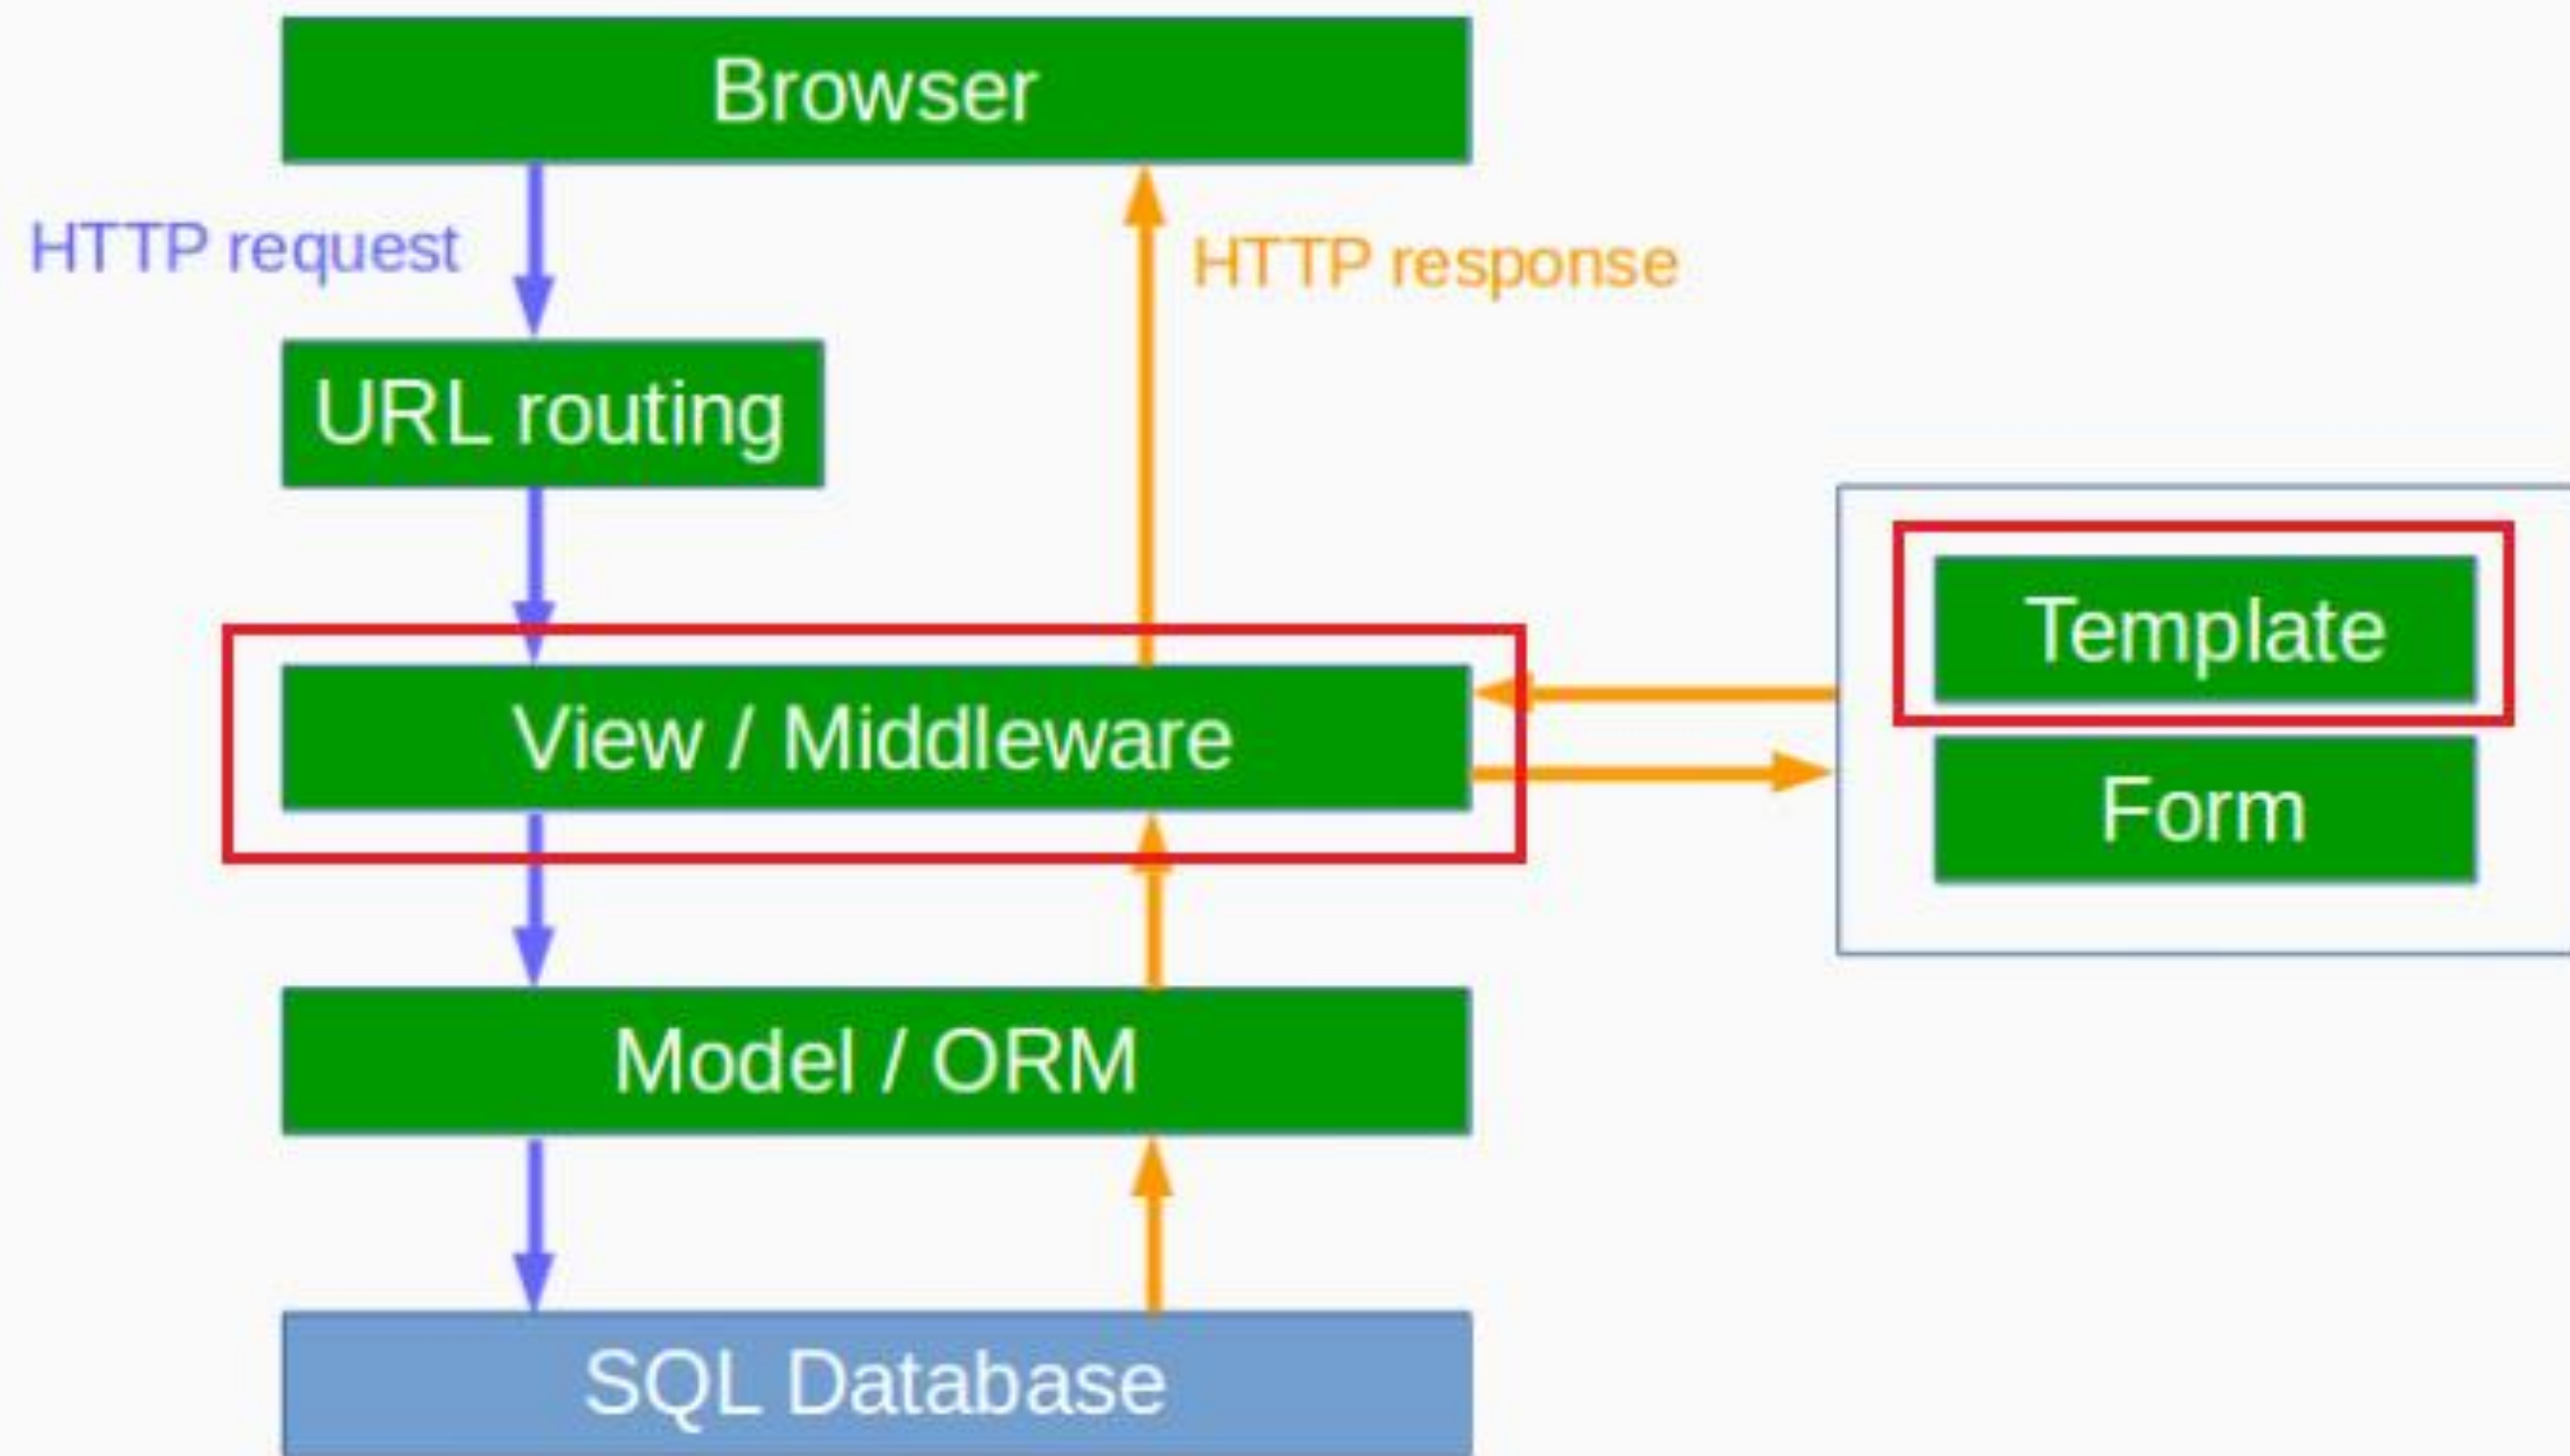 Browser
HTTP request
HTTP response
URL routing
Template
View / Middleware
Form
Model / ORM
SQL Database